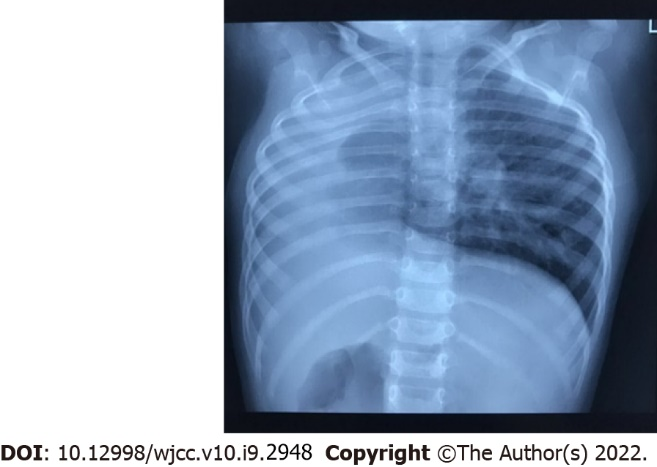 L
DOI: 10.12998/wjcc.v10.i9.2948 Copyright ©The Author(s) 2022.